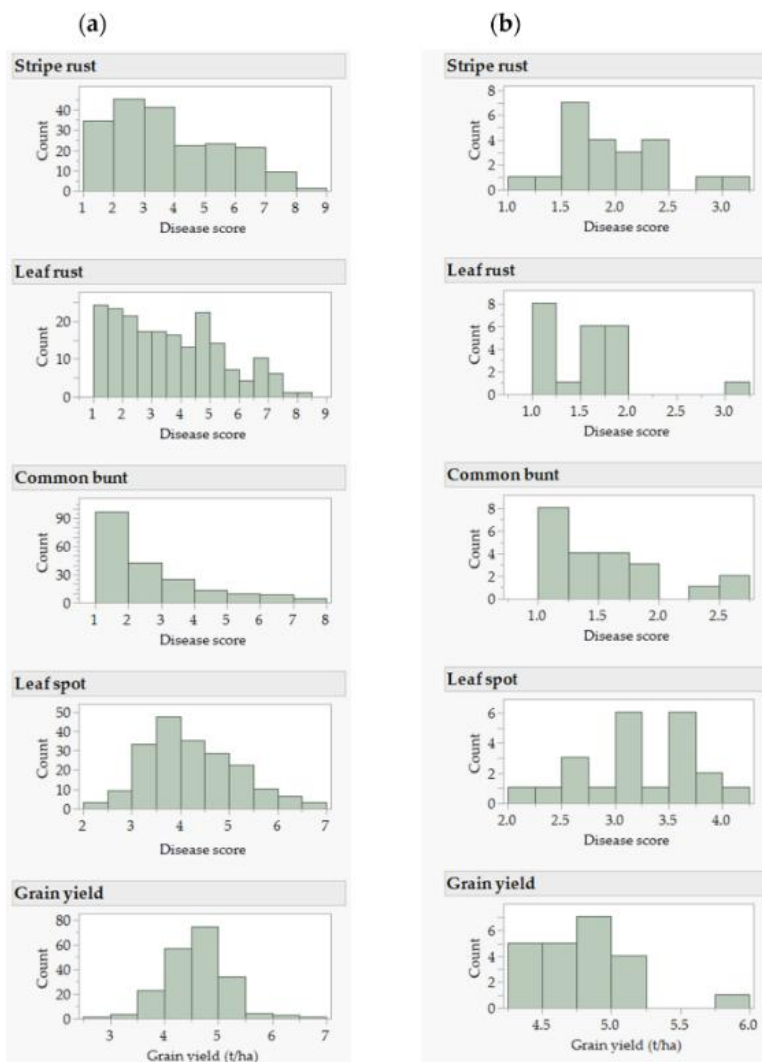 (a)
Stripe rust
Count
40
30
20
10
0
1 2 3 4 5 6 7 8 9
Disease score
Leaf rust
Count
20
10
0
1 2 3 4 5 6 7 8 9
Disease score
Common bunt
Count
90
60
30
0
1 2 3 4 5 6 7 8
Disease score
Leaf spot
Count
50
40
30
20
10
0
2 3 4 5 6 7
Disease score
Grain yield
Count
80
60
40
20
0
3 4 5 6 7
Grain yield (t/ha)
(b)
Stripe rust
Count
8
6
4
2
0
1.0 1.5 2.0 2.5 3.0
Disease score
Leaf rust
Count
8
6
4
2
0
1.0 1.5 2.0 2.5 3.0
Disease score
Common bunt
Count
8
6
4
2
0
1.0 1.5 2.0 2.5
Disease score
Leaf spot
Count
6
4
2
0
2.0 2.5 3.0 3.5 4.0
Disease score
Grain yield
Count
6
4
2
0
4.5 5.0 5.5 6.0
Grain yield (t/ha)